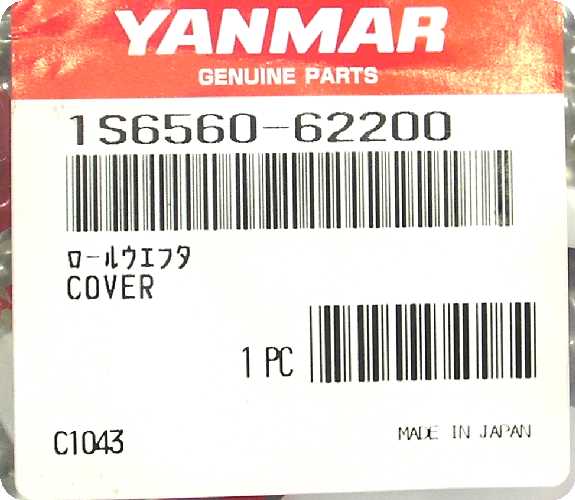 YANMAR
GENUINE PARTS
1S6560-62200
ロールウエフタ
COVER
1 PC
C1043
MADE IN JAPAN